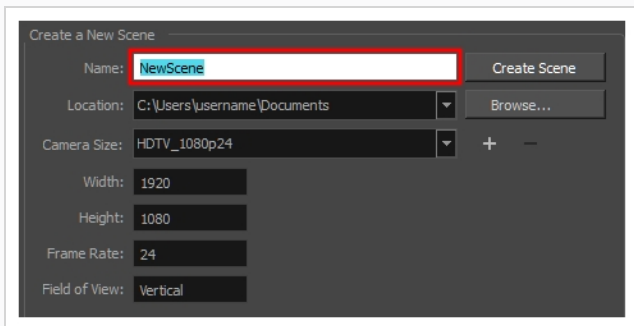 Create a New Scene
Name: NewScene Create Scene
Location: C:\Users\username\Documents Browse...
Camera Size: HDTV_1080p24
Width: 1920
Height: 1080
Frame Rate: 24
Field of View: Vertical